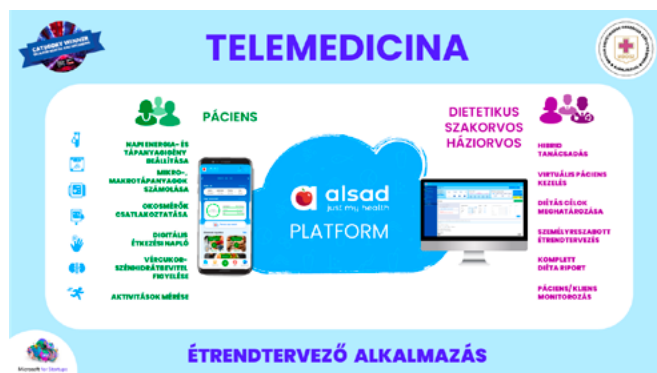 CATEGORY WINNER
TELEMEDICINA
PÁCIENS
NAPI ENERGIA- ÉS
TÁPANYAGIGÉNY
BEÁLLÍTÁSA
MIKRO-,
MAKROTÁPANYAGOK
SZÁMOLÁSA
OKOSMÉRŐK
CSATLAKOZTATÁSA
DIGITÁLIS
ÉTKEZÉSI NAPLÓ
VÉRCUKOR-
SZÉNHIDRÁTBEVITEL
FIGYELÉSE
AKTIVITÁSOK MÉRÉSE
alsad
just my health
PLATFORM
DIETETIKUS
SZAKORVOS
HÁZIORVOS
HIBRID
TANÁCSADÁS
VIRTUÁLIS PÁCIENS
KEZELÉS
DIÉTÁS CÉLOK
MEGHATÁROZÁSA
SZEMÉLYRESZABOTT
ÉTRENDTERVEZÉS
KOMPLETT
DIÉTA RIPORT
PÁCIENS/KLIENS
MONITOROZÁS
Microsoft for Startups
ÉTRENDTERVEZŐ ALKALMAZÁS